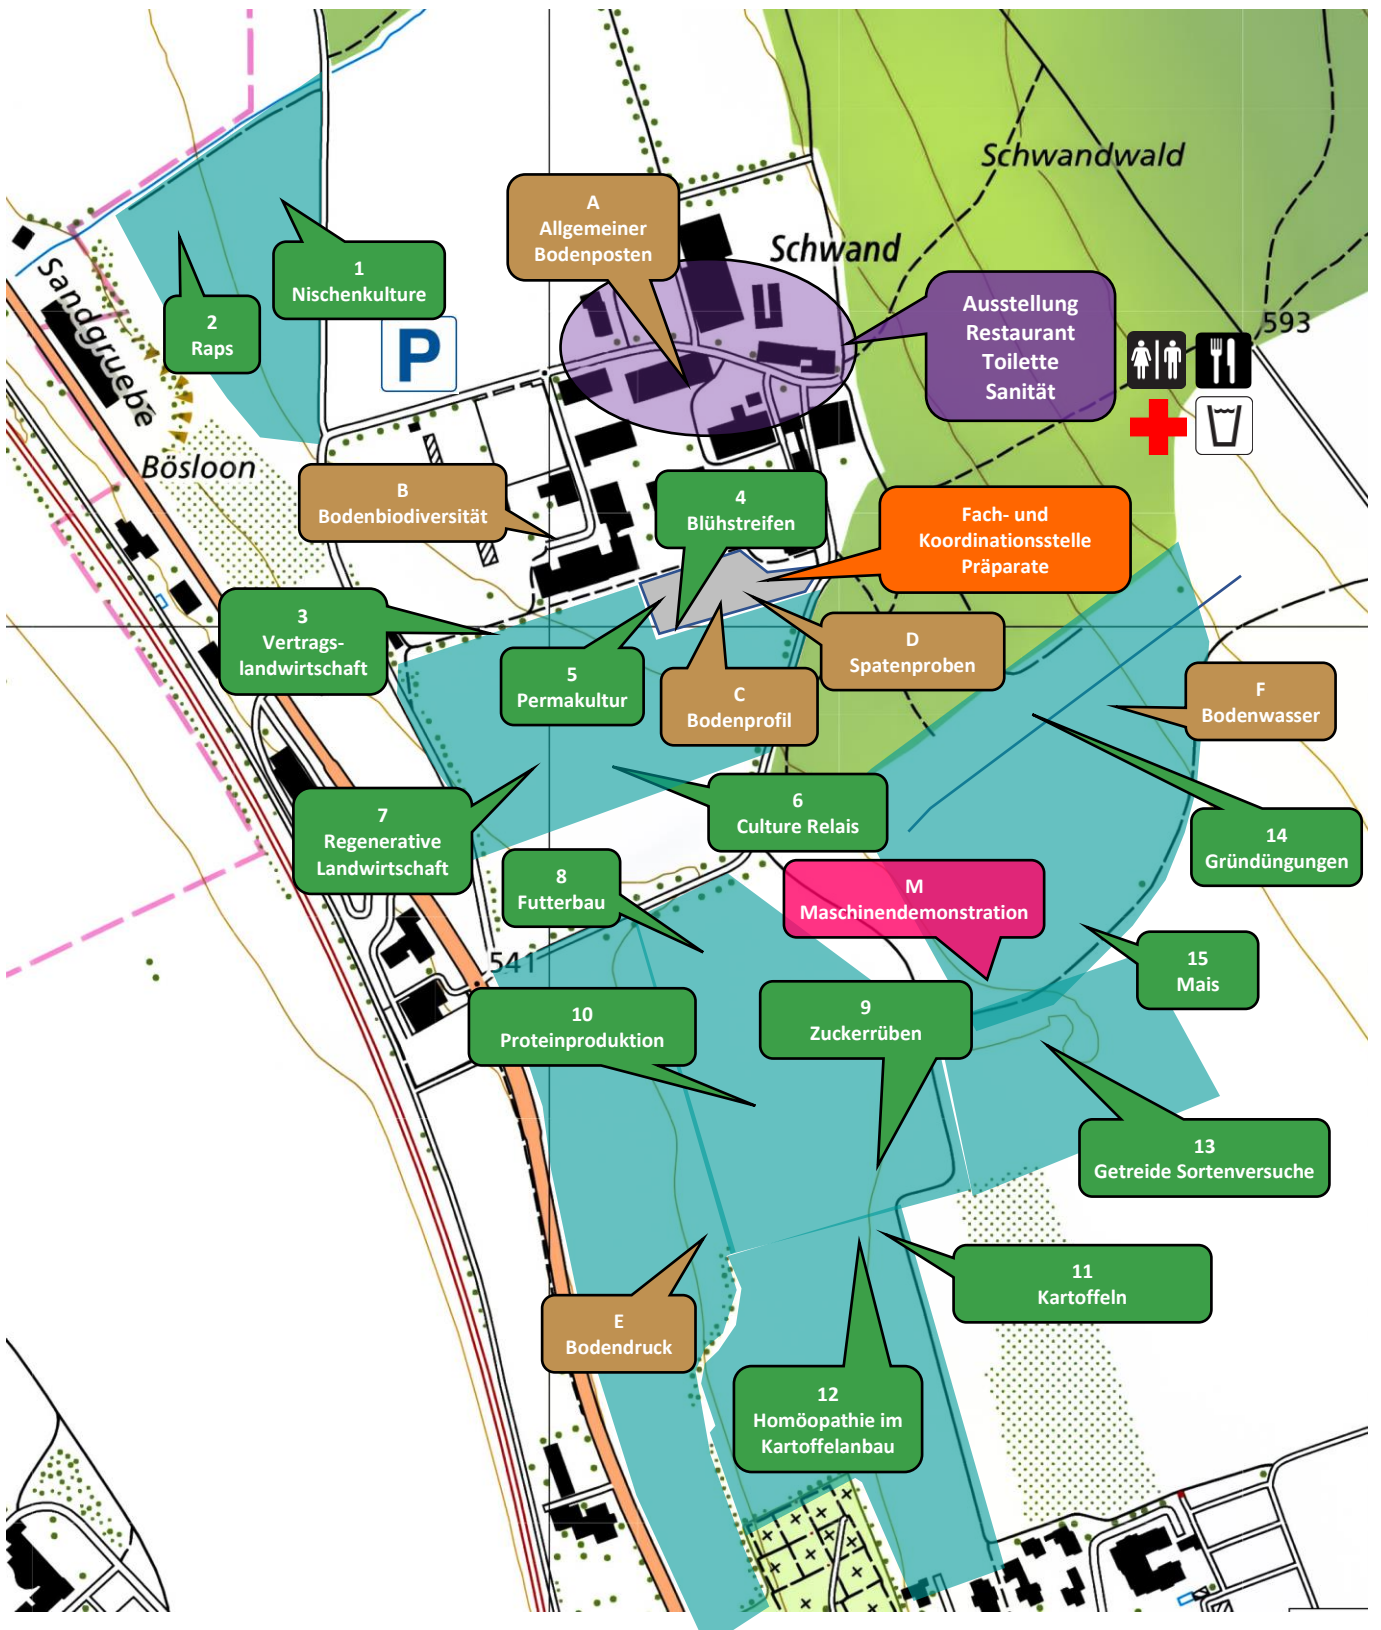 Schwandwald
A
Allgemeiner
Bodenposten
Schwand
1
Nischenkulture
2
Raps
Sandgruebe
P
Ausstellung
Restaurant
Toilette
Sanität
593
Bösloon
B
Bodenbiodiversität
4
Blühstreifen
Fach- und
Koordinationsstelle
Präparate
3
Vertrags-
landwirtschaft
5
Permakultur
C
Bodenprofil
D
Spatenproben
F
Bodenwasser
7
Regenerative
Landwirtschaft
6
Culture Relais
14
Gründüngungen
8
Futterbau
M
Maschinendemonstration
541
15
Mais
10
Proteinproduktion
9
Zuckerrüben
13
Getreide Sortenversuche
11
Kartoffeln
E
Bodendruck
12
Homöopathie im
Kartoffelanbau